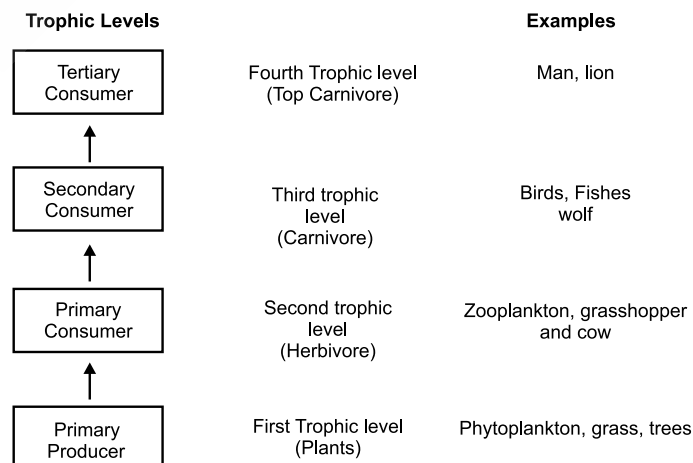 Trophic Levels
Examples
Tertiary
Consumer
Fourth Trophic level
(Top Carnivore)
Man, lion
Secondary
Consumer
Third trophic
level
(Carnivore)
Birds, Fishes
wolf
Primary
Consumer
Second trophic
level
(Herbivore)
Zooplankton, grasshopper
and cow
Primary
Producer
First Trophic level
(Plants)
Phytoplankton, grass, trees